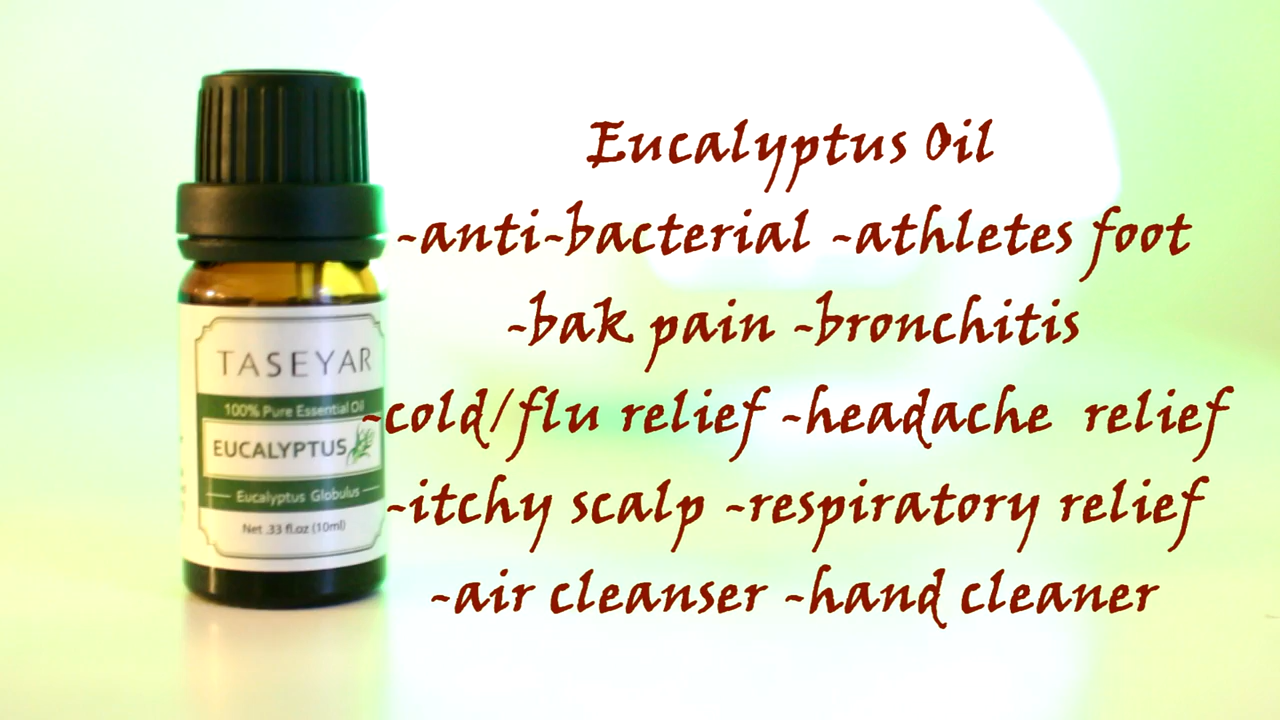 Eucalyptus Oil
-anti-bacterial -athletes foot
-bak pain -bronchitis
-cold/flu relief -headache relief
-itchy scalp -respiratory relief
-air cleanser -hand cleaner
TASEYAR
100% Pure Essential Oil
EUCALYPTUS
Eucalyptus Globulus
Net .33 fl.oz (10ml)